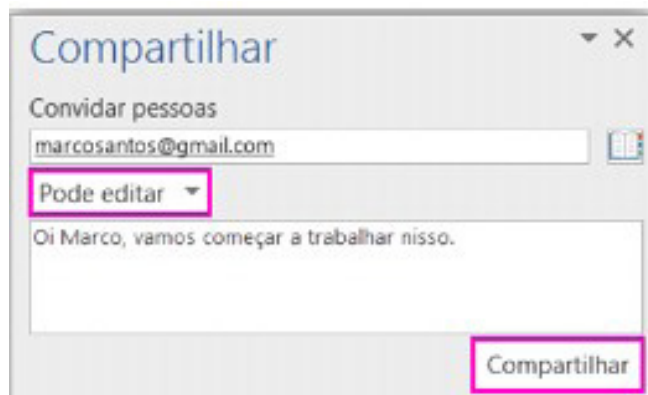 Compartilhar
Convidar pessoas
marcosantos@gmail.com
Pode editar
Oi Marco, vamos começar a trabalhar nisso.
Compartilhar